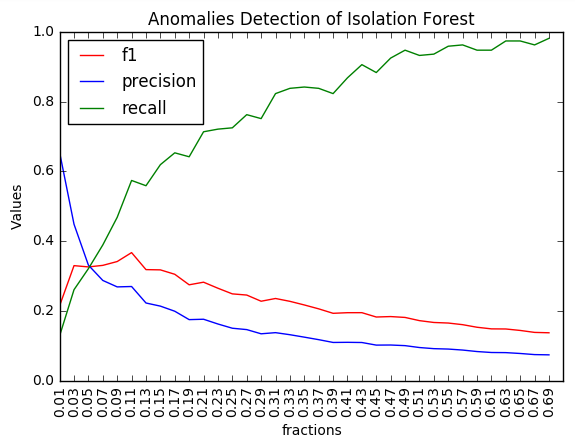 Anomalies Detection of Isolation Forest
1.0
f1
precision
recall
0.8
0.6
Values
0.4
0.2
0.0
0.01 0.03 0.05 0.07 0.09 0.11 0.13 0.15 0.17 0.19 0.21 0.23 0.25 0.27 0.29 0.31 0.33 0.35 0.37 0.39 0.41 0.43 0.45 0.47 0.49 0.51 0.53 0.55 0.57 0.59 0.61 0.63 0.65 0.67 0.69
fractions